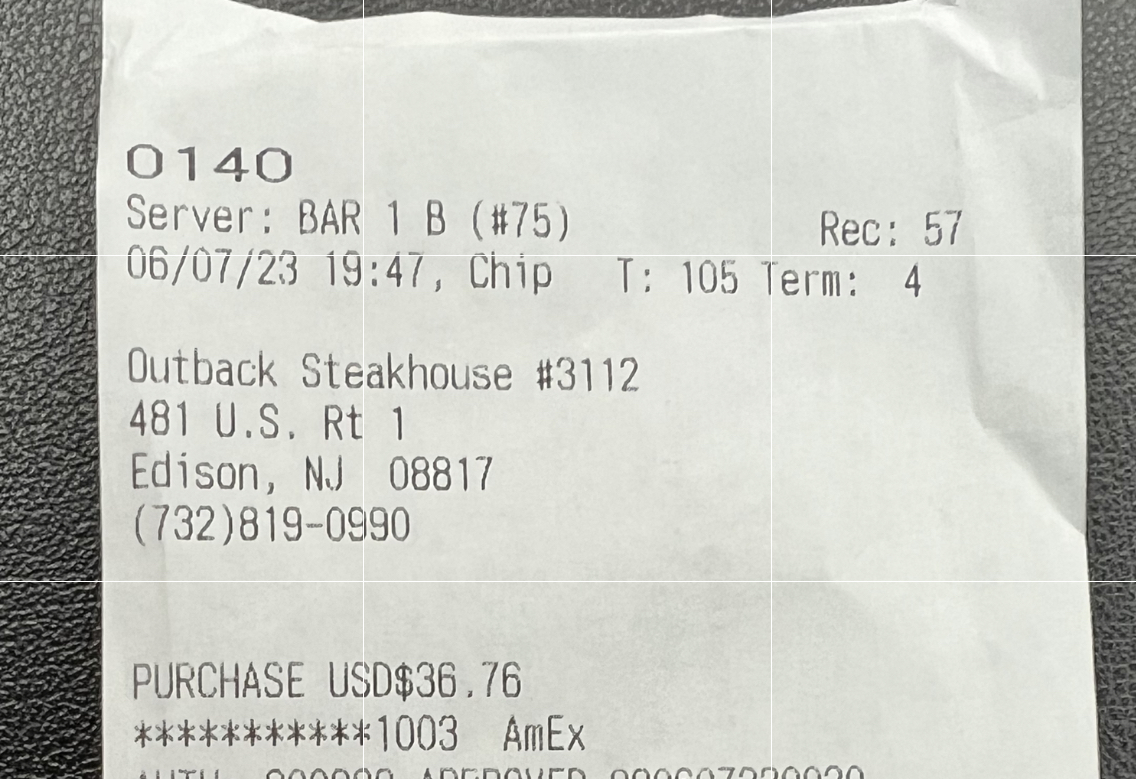 0140
Server: BAR 1 B (#75) Rec: 57
06/07/23 19:47, Chip T: 105 Term: 4
Outback Steakhouse #3112
481 U.S. Rt 1
Edison, NJ 08817
(732)819-0990
PURCHASE USD$36.76
***********1003 AmEx
APPROVED